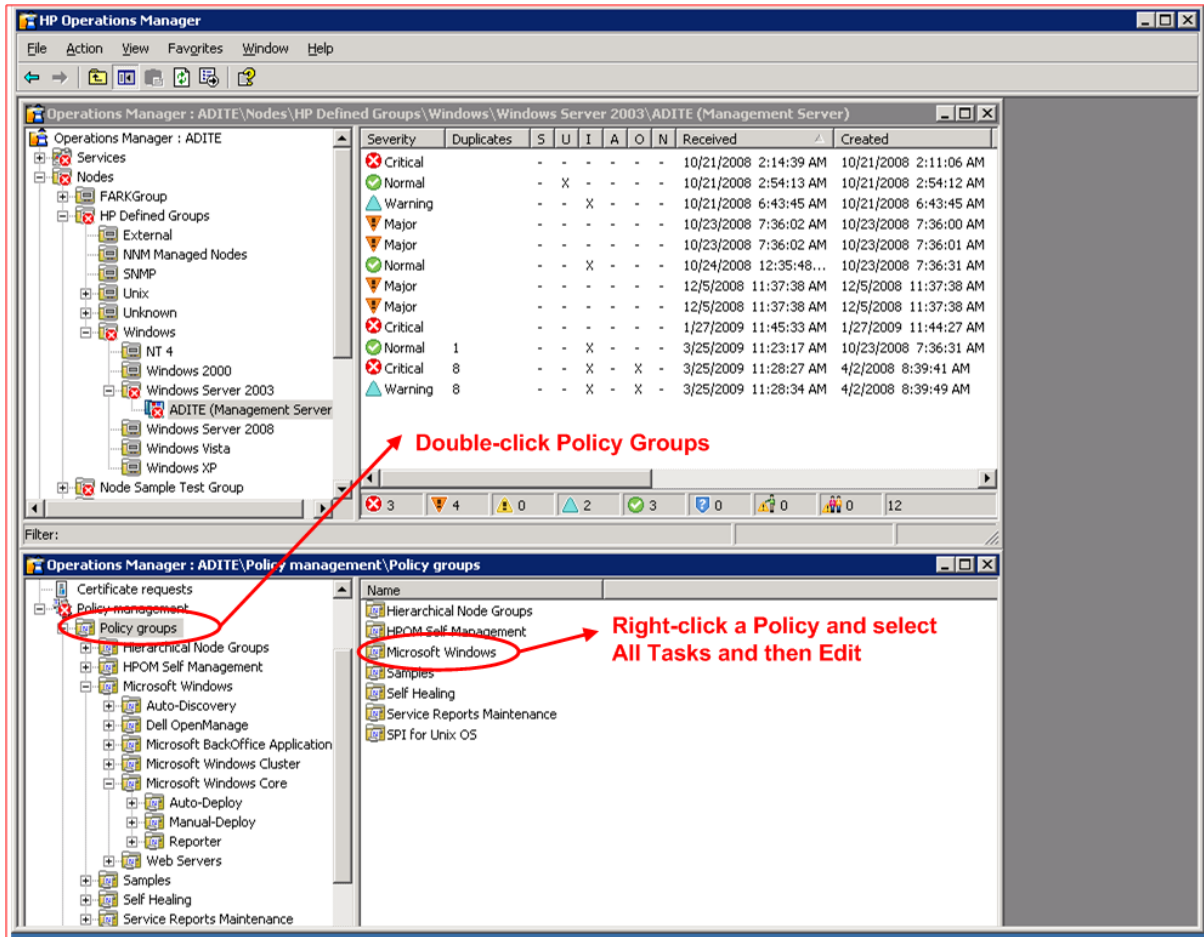 HP Operations Manager
File Action View Favorites Window Help
Operations Manager : ADITE\Nodes\HP Defined Groups\Windows\Windows Server 2003\ADITE (Management Server)
Operations Manager : ADITE
Services
Nodes
FARKGroup
HP Defined Groups
External
NNM Managed Nodes
SNMP
Unix
Unknown
Windows
NT 4
Windows 2000
Windows Server 2003
ADITE (Management Server
Windows Server 2008
Windows Vista
Windows XP
Node Sample Test Group
Severity Duplicates S U I A O N Received Created
Critical - - - - - - 10/21/2008 2:14:39 AM 10/21/2008 2:11:06 AM
Normal - X - - - - 10/21/2008 2:54:13 AM 10/21/2008 2:54:12 AM
Warning - - X - - - 10/21/2008 6:43:45 AM 10/21/2008 6:43:45 AM
Major - - - - - - 10/23/2008 7:36:02 AM 10/23/2008 7:36:00 AM
Major - - - - - - 10/23/2008 7:36:02 AM 10/23/2008 7:36:01 AM
Normal - - X - - - 10/24/2008 12:35:48... 10/23/2008 7:36:31 AM
Major - - - - - - 12/5/2008 11:37:38 AM 12/5/2008 11:37:38 AM
Major - - - - - - 12/5/2008 11:37:38 AM 12/5/2008 11:37:38 AM
Critical - - - - - - 1/27/2009 11:45:33 AM 1/27/2009 11:44:27 AM
Normal 1 - - X - - - 3/25/2009 11:23:17 AM 10/23/2008 7:36:31 AM
Critical 8 - - X - X - 3/25/2009 11:28:27 AM 4/2/2008 8:39:41 AM
Warning 8 - - X - X - 3/25/2009 11:28:34 AM 4/2/2008 8:39:49 AM
Double-click Policy Groups
3 4 0 2 3 0 0 0 12
Filter:
Operations Manager : ADITE\Policy management\Policy groups
Certificate requests
Policy management
Policy groups
Hierarchical Node Groups
HPOM Self Management
Microsoft Windows
Auto-Discovery
Dell OpenManage
Microsoft BackOffice Application
Microsoft Windows Cluster
Microsoft Windows Core
Auto-Deploy
Manual-Deploy
Reporter
Web Servers
Samples
Self Healing
Service Reports Maintenance
Name
Hierarchical Node Groups
HPOM Self Management
Microsoft Windows
Samples
Self Healing
Service Reports Maintenance
SPI for Unix OS
Right-click a Policy and select
All Tasks and then Edit